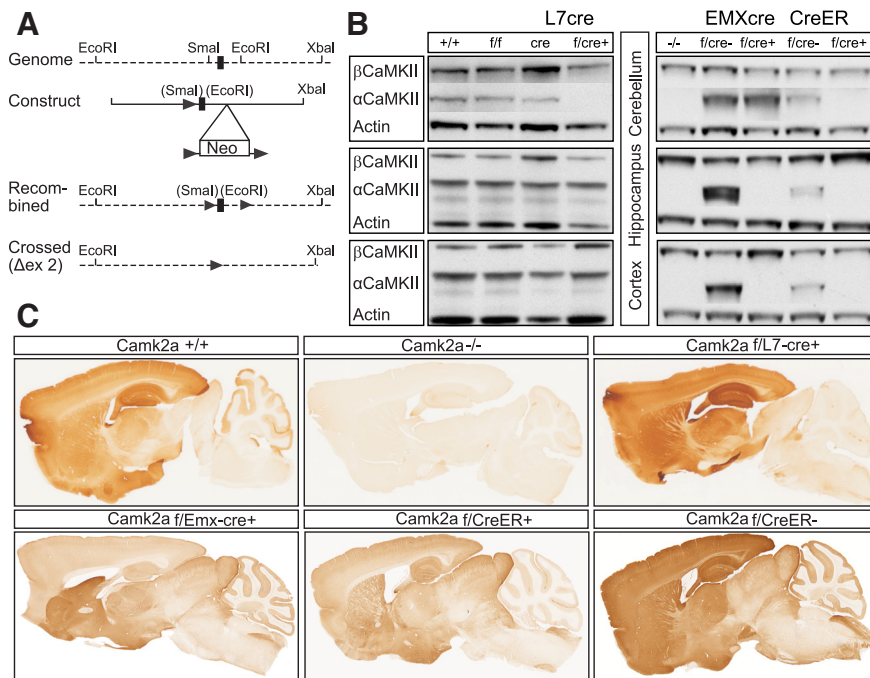 A
EcoRI SmaI EcoRI XbaI
Genome
Construct (SmaI) (EcoRI) XbaI
Neo
Recom-
bined
EcoRI (SmaI) (EcoRI) XbaI
Crossed
(Δex 2)
EcoRI XbaI
B
L7cre
+/+ f/f cre f/cre+
βCaMKII
αCaMKII
Actin
βCaMKII
αCaMKII
Actin
βCaMKII
αCaMKII
Actin
Cerebellum
Hippocampus
Cortex
EMXcre CreER
-/- f/cre- f/cre+ f/cre- f/cre+
C
Camk2a +/+
Camk2a-/-
Camk2a f/L7-cre+
Camk2a f/Emx-cre+
Camk2a f/CreER+
Camk2a f/CreER-